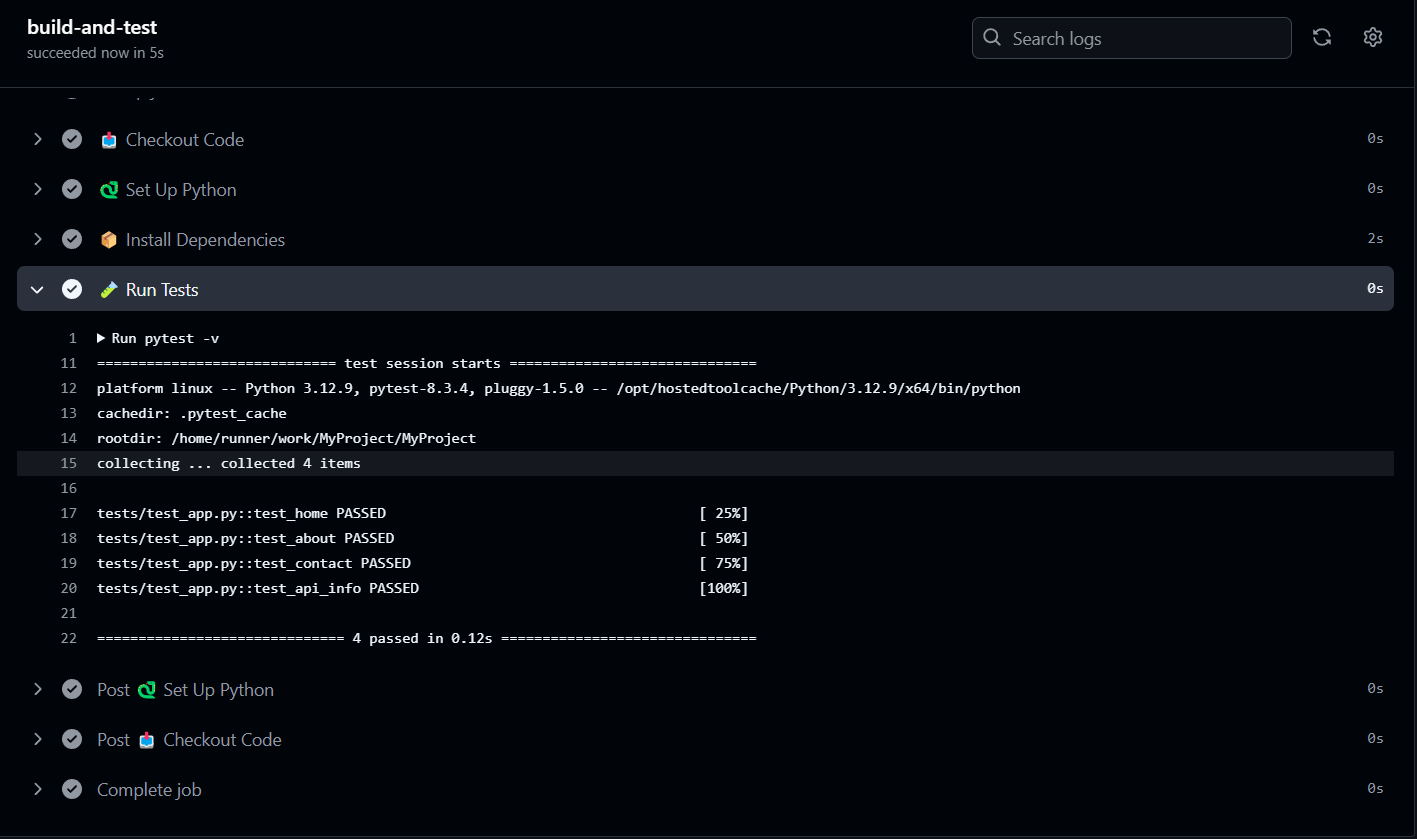 build-and-test
succeeded now in 5s
Search logs
📥 Checkout Code 0s
🐍 Set Up Python 0s
📦 Install Dependencies 2s
🧪 Run Tests 0s
1 ▶ Run pytest -v
11 ============================= test session starts ==============================
12 platform linux -- Python 3.12.9, pytest-8.3.4, pluggy-1.5.0 -- /opt/hostedtoolcache/Python/3.12.9/x64/bin/python
13 cachedir: .pytest_cache
14 rootdir: /home/runner/work/MyProject/MyProject
15 collecting ... collected 4 items
16
17 tests/test_app.py::test_home PASSED [ 25%]
18 tests/test_app.py::test_about PASSED [ 50%]
19 tests/test_app.py::test_contact PASSED [ 75%]
20 tests/test_app.py::test_api_info PASSED [100%]
21
22 ============================== 4 passed in 0.12s ===============================
Post 🐍 Set Up Python 0s
Post 📥 Checkout Code 0s
Complete job 0s